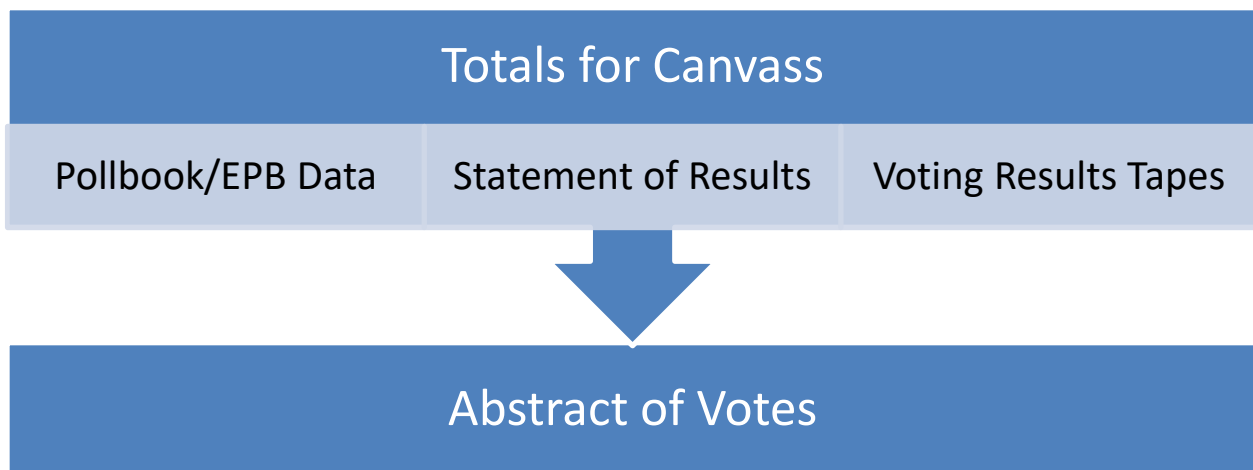 Totals for Canvass
Pollbook/EPB Data
Statement of Results
Voting Results Tapes
Abstract of Votes